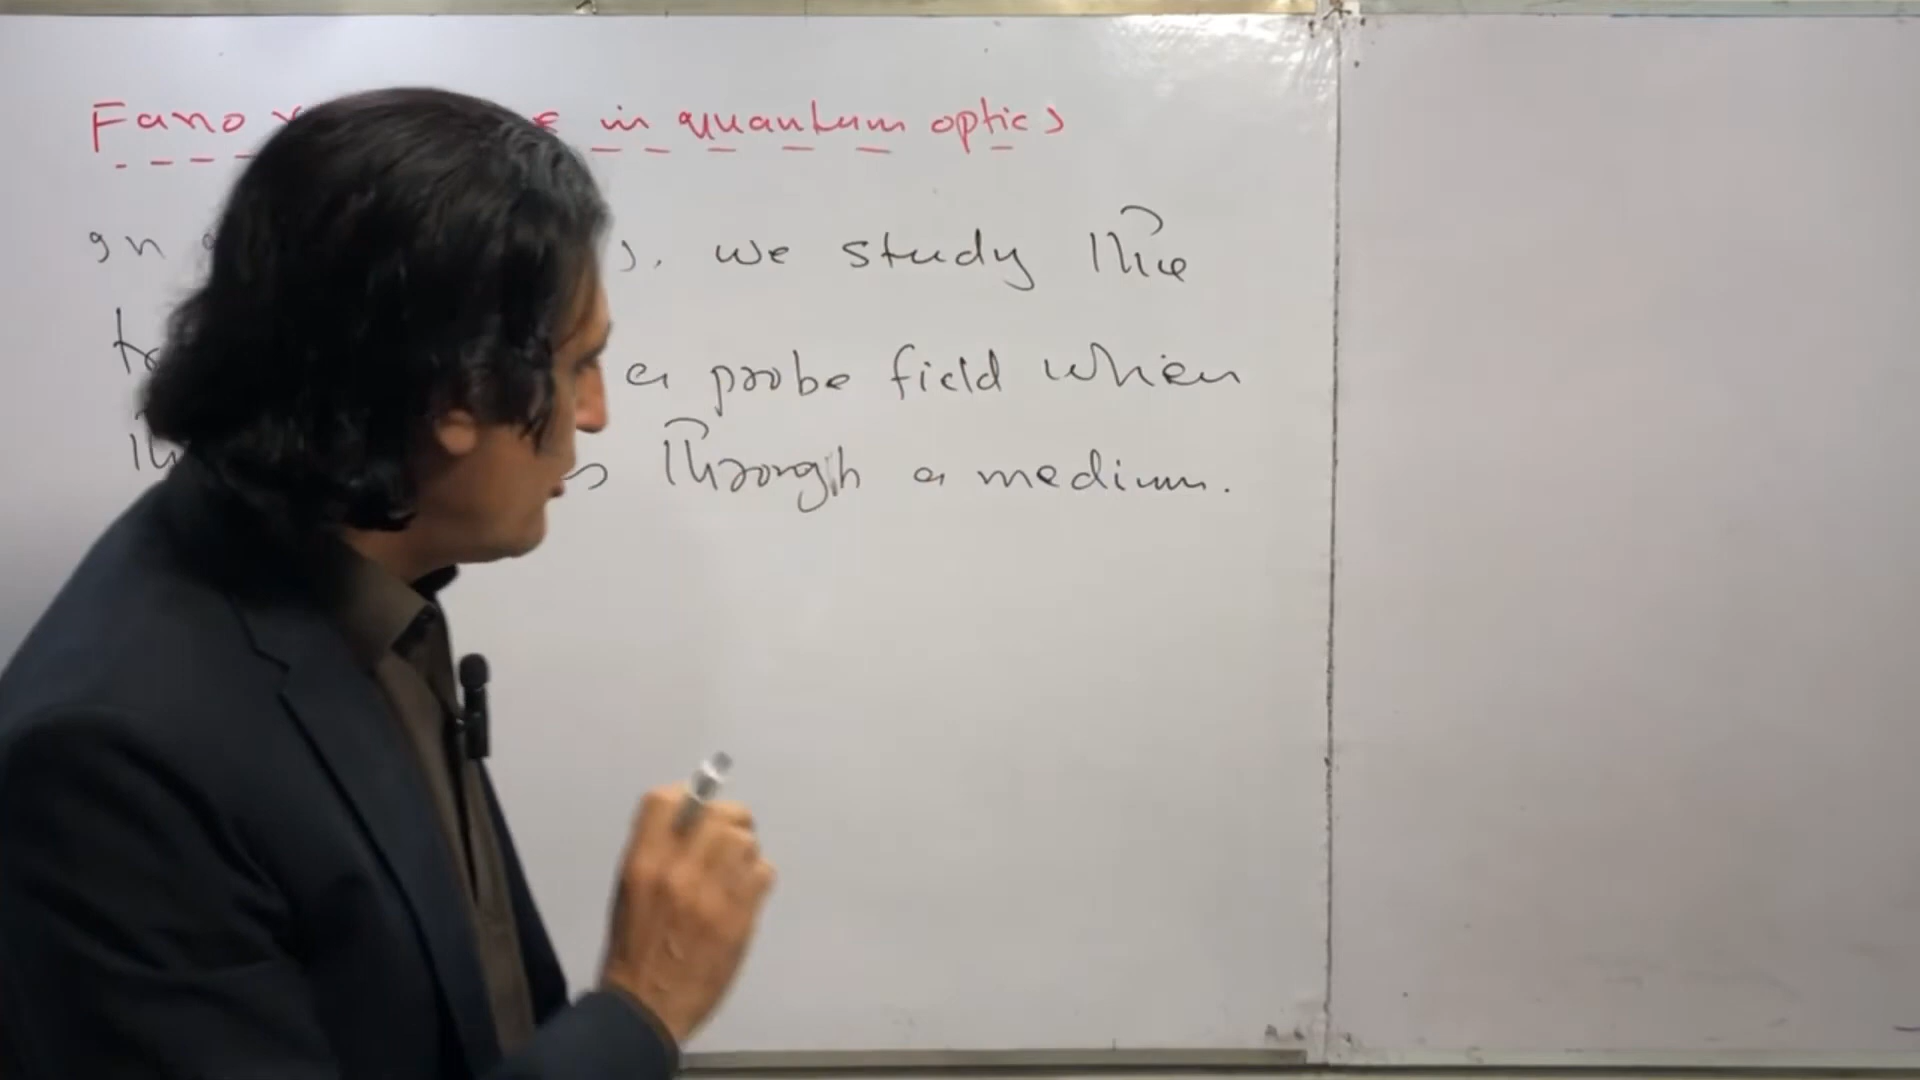 Fano in quantum optics
In we study the
a probe field when
through a medium.